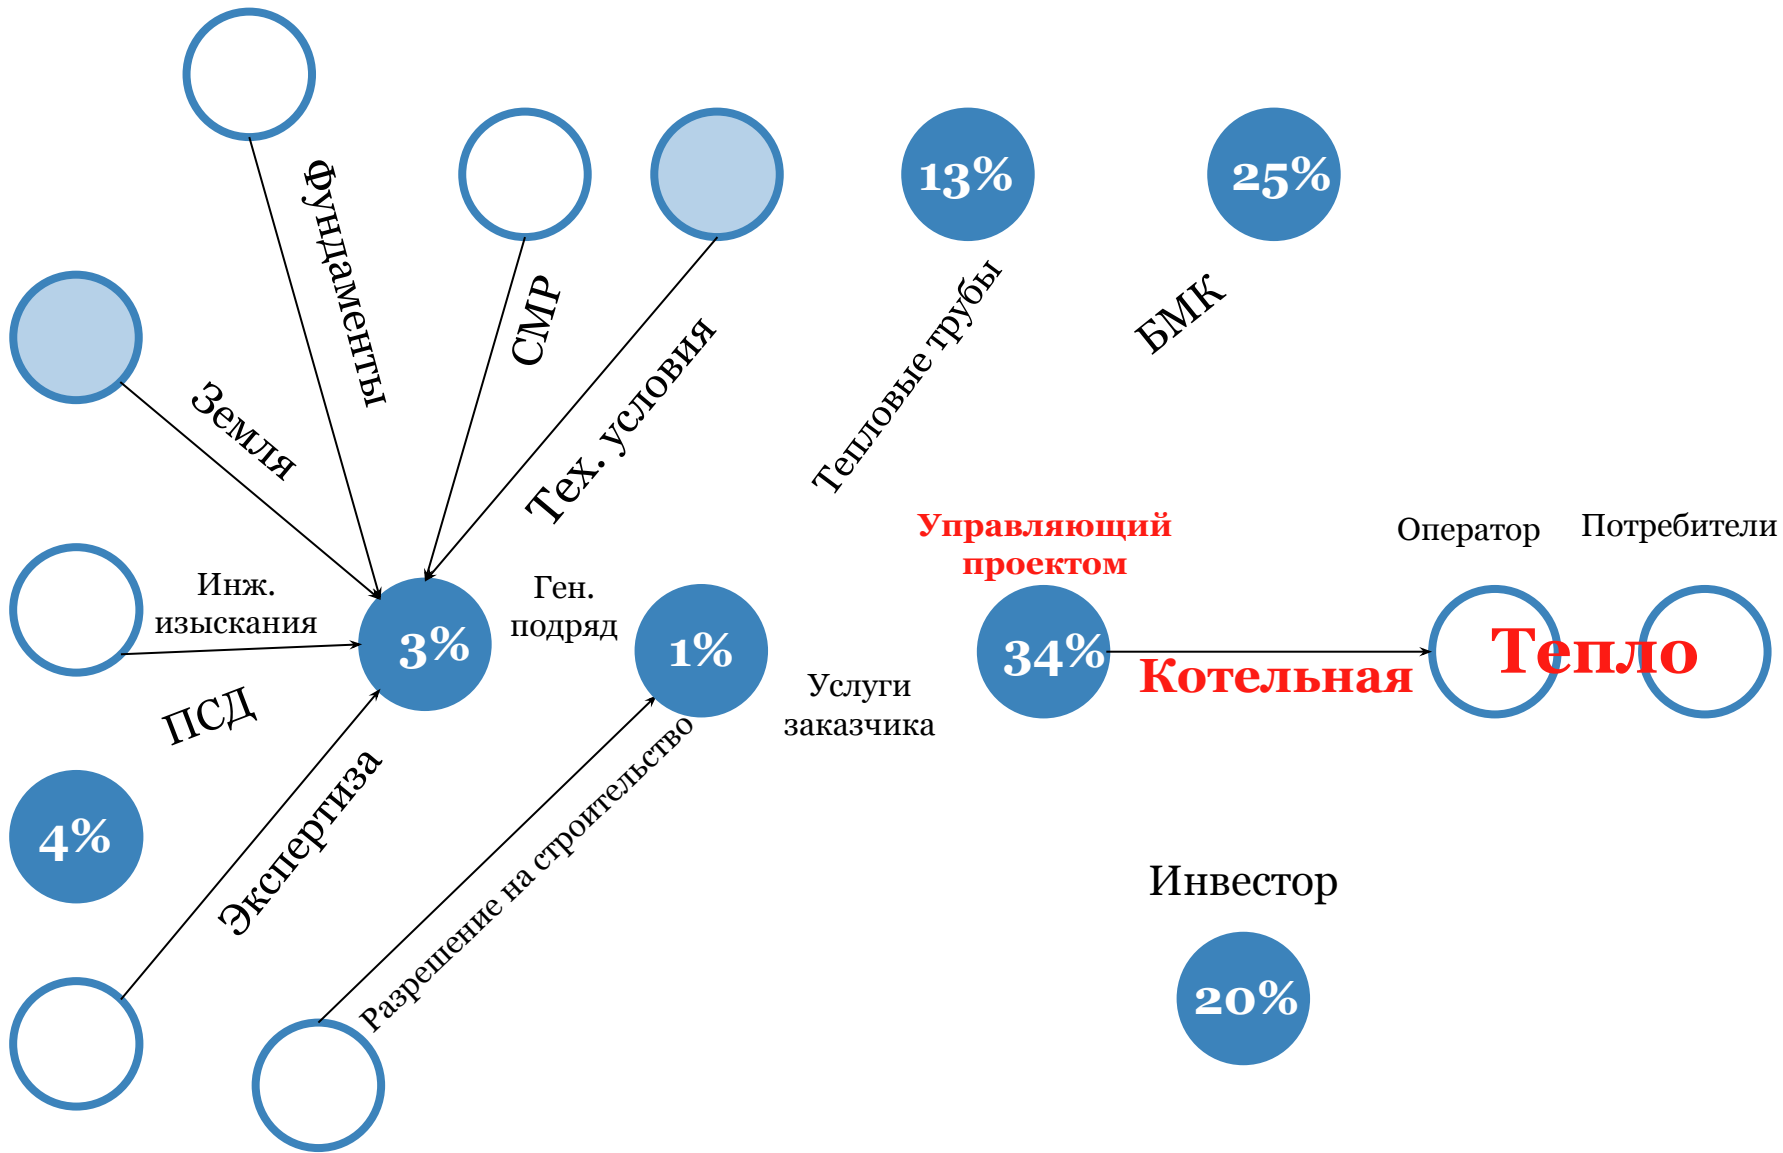 13%
25%
Фундаменты
СМР
Тех. условия
Тепловые трубы
БМК
Земля
Управляющий
проектом
Оператор
Потребители
Инж.
изыскания
3%
Ген.
подряд
1%
34%
Котельная
Тепло
Услуги
заказчика
ПСД
4%
Экспертиза
Разрешение на строительство
Инвестор
20%